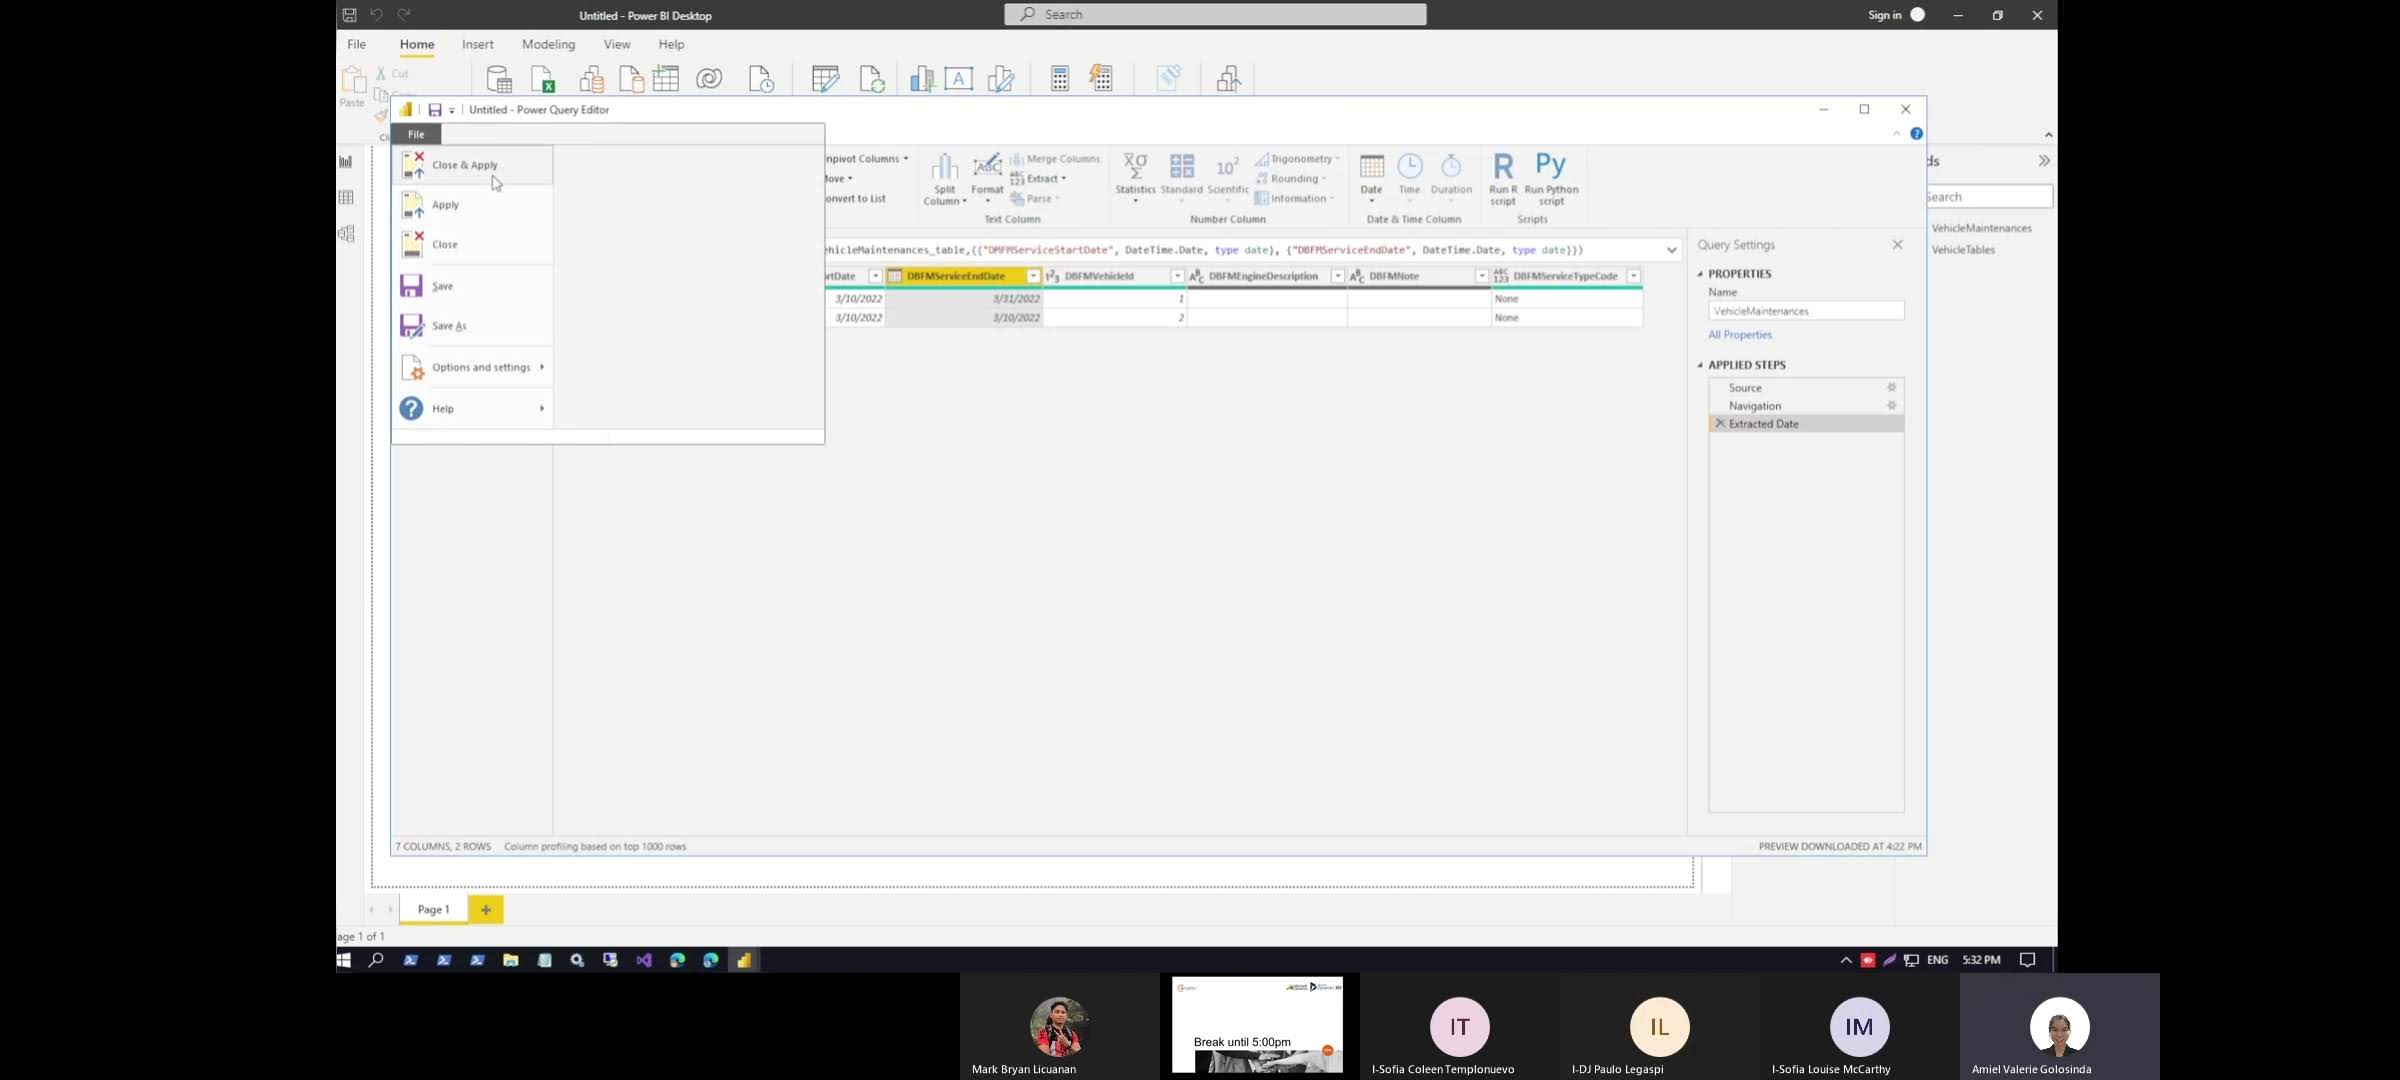 Untitled - Power BI Desktop
Search
Sign in
File
Home
Insert
Modeling
View
Help
Paste
Cut
Untitled - Power Query Editor
File
Close & Apply
Apply
Close
Save
Save As
Options and settings
Help
npivot Columns
ove
onvert to List
Split
Column
Format
Merge Columns
Extract
Parse
Text Column
Statistics
Standard
Scientific
Trigonometry
Rounding
Information
Number Column
Date
Time
Duration
Date & Time Column
Run R
script
Run Python
script
Scripts
ds
earch
VehicleMaintenances
VehicleTables
ehicleMaintenances_table,{{"DMFMServiceStartDate", DateTime.Date, type date}, {"DBFMServiceEndDate", DateTime.Date, type date}})
rtDate
DBFMServiceEndDate
DBFMVehicleId
DBFMEngineDescription
DBFMNote
DBFMServiceTypeCode
3/10/2022
3/31/2022
1
None
3/10/2022
3/10/2022
2
None
Query Settings
PROPERTIES
Name
VehicleMaintenances
All Properties
APPLIED STEPS
Source
Navigation
Extracted Date
7 COLUMNS, 2 ROWS
Column profiling based on top 1000 rows
PREVIEW DOWNLOADED AT 4:22 PM
Page 1
age 1 of 1
ENG
5:32 PM
Break until 5:00pm
IT
IL
IM
Mark Bryan Licuanan
I-Sofia Coleen Templonuevo
I-DJ Paulo Legaspi
I-Sofia Louise McCarthy
Amiel Valerie Golosinda